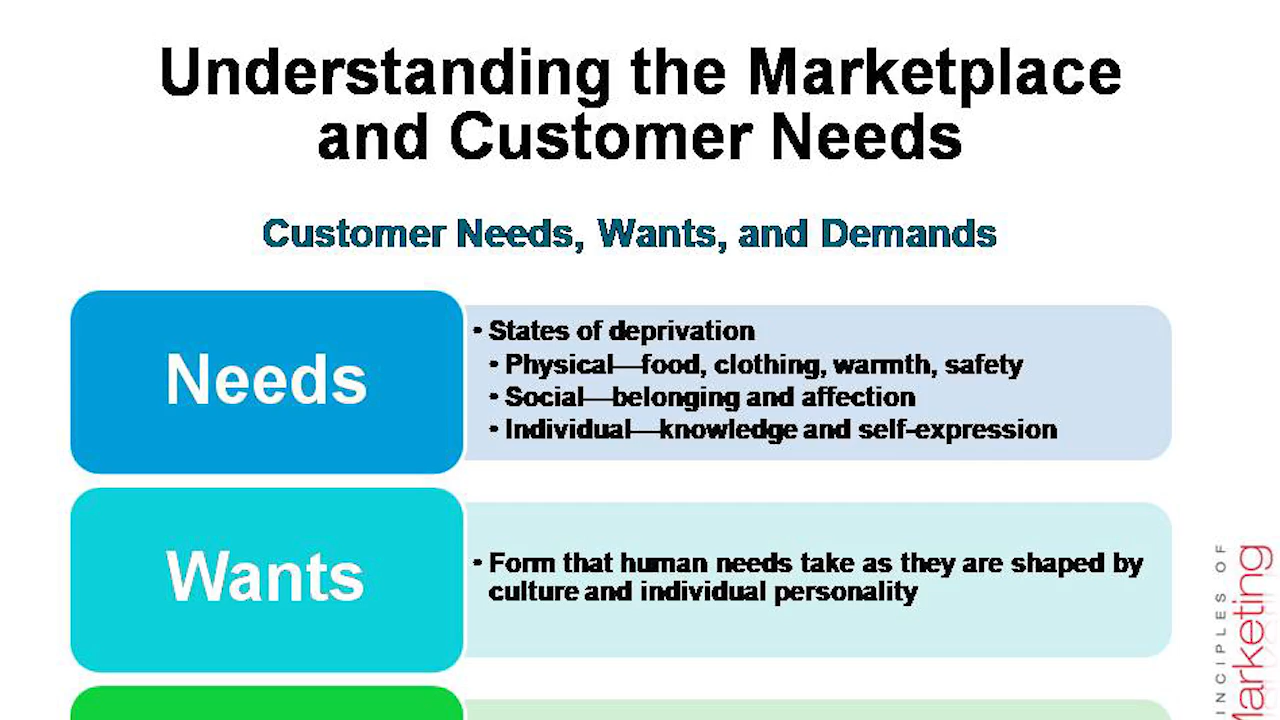 Understanding the Marketplace
and Customer Needs
Customer Needs, Wants, and Demands
Needs
• States of deprivation
• Physical—food, clothing, warmth, safety
• Social—belonging and affection
• Individual—knowledge and self-expression
Wants
• Form that human needs take as they are shaped by
culture and individual personality
INCIPLES OF
Marketing